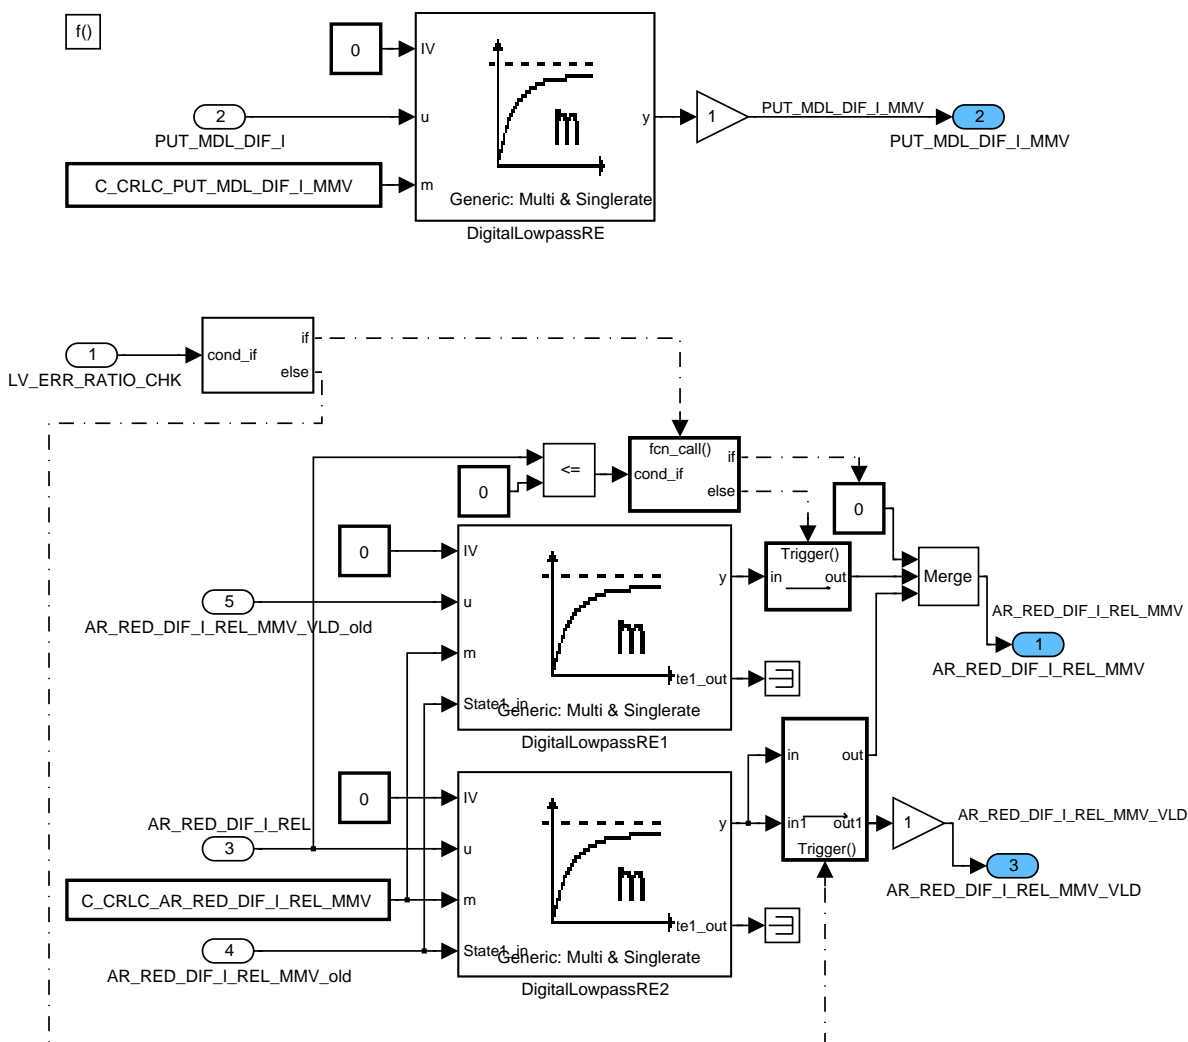 f()
0
IV
2
PUT_MDL_DIF_I
u
C_CRLC_PUT_MDL_DIF_I_MMV
m
m
y
Generic: Multi & Singlerate
DigitalLowpassRE
1
PUT_MDL_DIF_I_MMV
2
PUT_MDL_DIF_I_MMV
1
LV_ERR_RATIO_CHK
cond_if
if
else
<=
0
fcn_call()
cond_if
if
else
0
0
IV
5
AR_RED_DIF_I_REL_MMV_VLD_old
u
m
State1_in
m
y
te1_out
Generic: Multi & Singlerate
DigitalLowpassRE1
Trigger()
in
out
Merge
AR_RED_DIF_I_REL_MMV
1
AR_RED_DIF_I_REL_MMV
0
IV
AR_RED_DIF_I_REL
3
u
C_CRLC_AR_RED_DIF_I_REL_MMV
m
4
AR_RED_DIF_I_REL_MMV_old
State1_in
m
y
te1_out
Generic: Multi & Singlerate
DigitalLowpassRE2
in
out
in1
out1
Trigger()
1
AR_RED_DIF_I_REL_MMV_VLD
3
AR_RED_DIF_I_REL_MMV_VLD